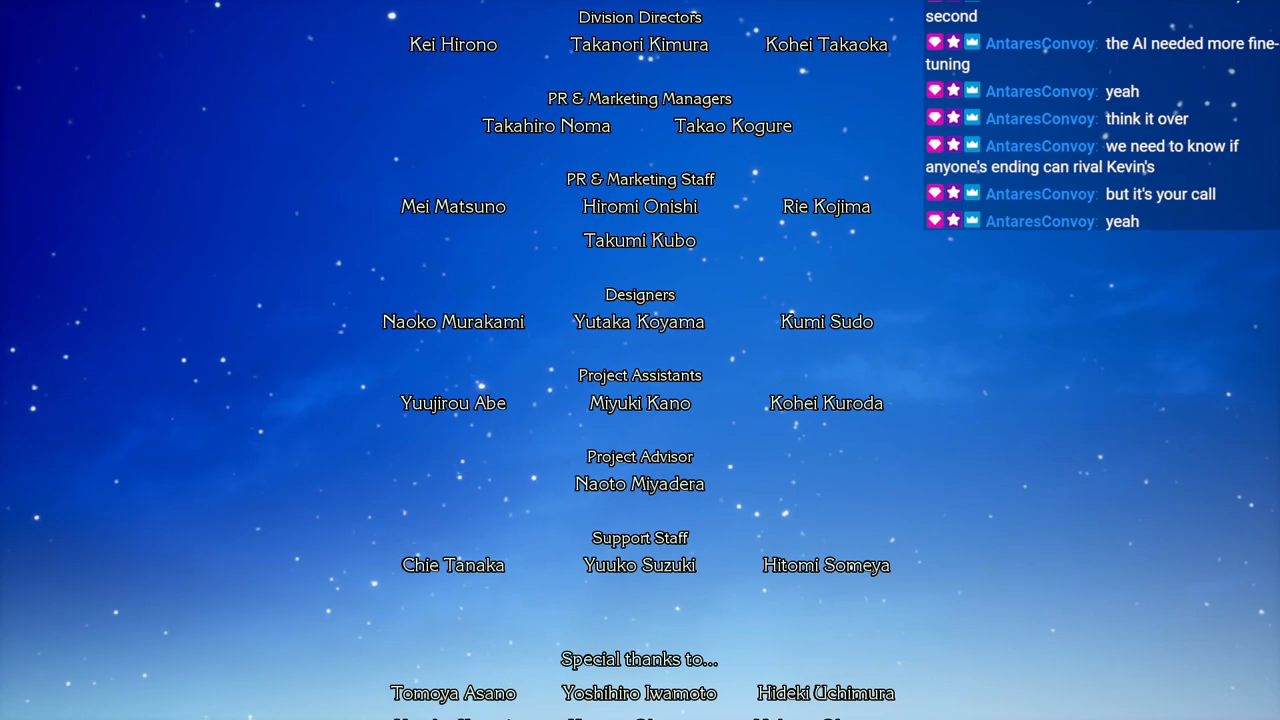 Division Directors
Kei Hirono Takanori Kimura Kohei Takaoka
PR & Marketing Managers
Takahiro Noma Takao Kogure
PR & Marketing Staff
Mei Matsuno Hiromi Onishi Rie Kojima
Takumi Kubo
Designers
Naoko Murakami Yutaka Koyama Kumi Sudo
Project Assistants
Yuujirou Abe Miyuki Kano Kohei Kuroda
Project Advisor
Naoto Miyadera
Support Staff
Chie Tanaka Yuuko Suzuki Hitomi Someya
Special thanks to...
Tomoya Asano Yoshihiro Iwamoto Hideki Uchimura
second
AntaresConvoy: the AI needed more fine-
tuning
AntaresConvoy: yeah
AntaresConvoy: think it over
AntaresConvoy: we need to know if
anyone's ending can rival Kevin's
AntaresConvoy: but it's your call
AntaresConvoy: yeah